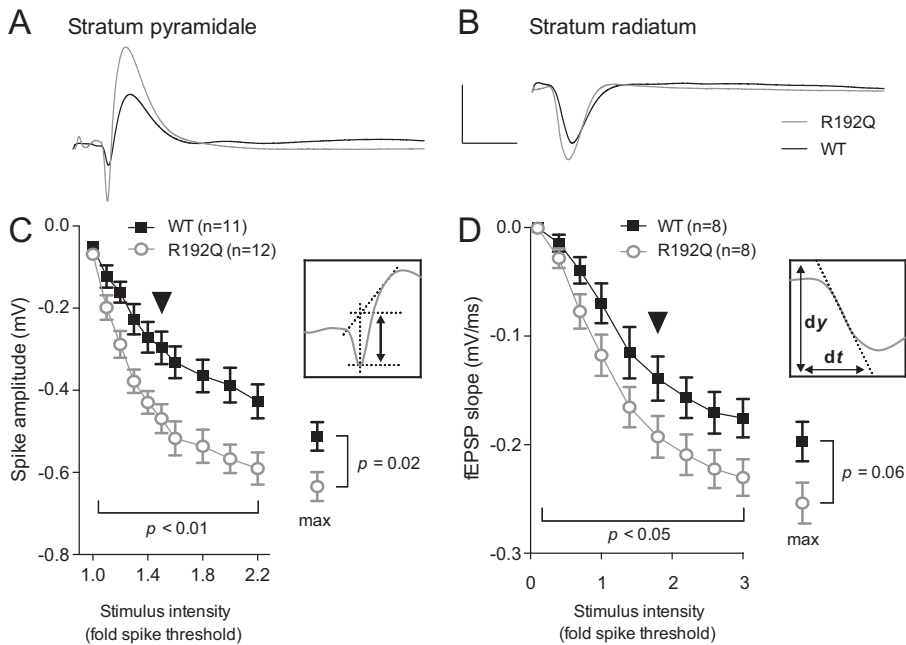 A Stratum pyramidale
B Stratum radiatum
R192Q
WT
C
WT (n=11)
R192Q (n=12)
0.0
-0.2
-0.4
-0.6
-0.8
Spike amplitude (mV)
p = 0.02
max
p < 0.01
1.0 1.4 1.8 2.2
Stimulus intensity
(fold spike threshold)
D
WT (n=8)
R192Q (n=8)
0.0
-0.1
-0.2
-0.3
fEPSP slope (mV/ms)
dy
dt
p = 0.06
max
p < 0.05
0 1 2 3
Stimulus intensity
(fold spike threshold)